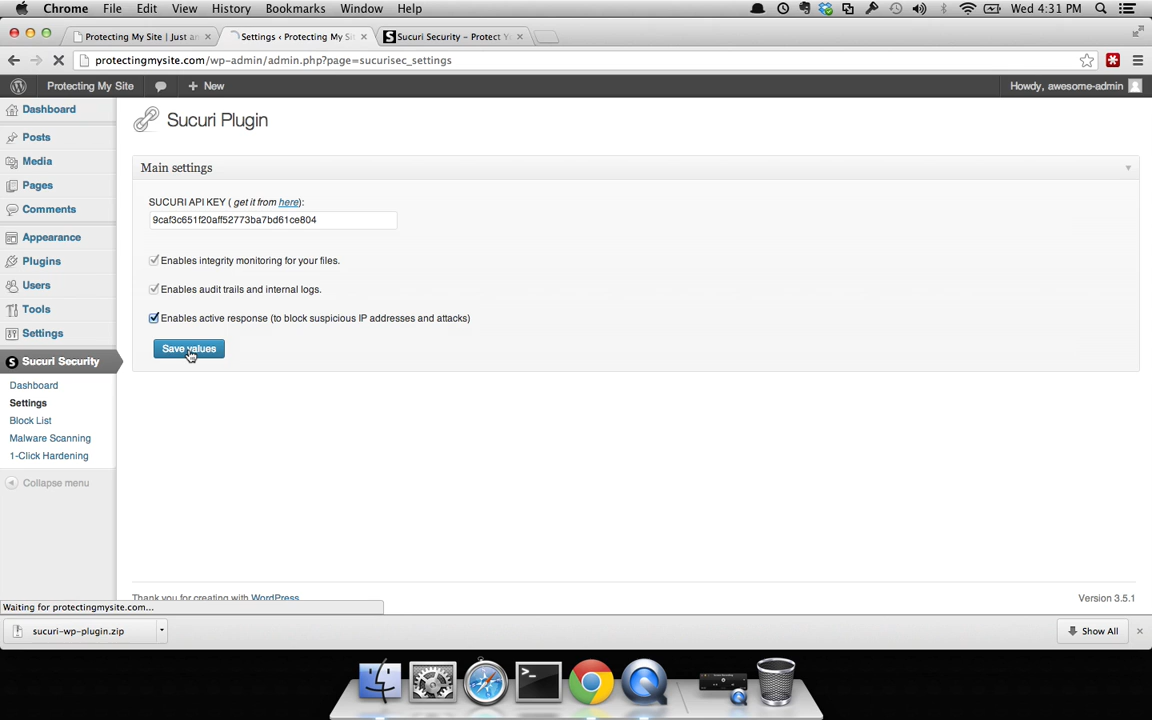 Chrome File Edit View History Bookmarks Window Help Wed 4:31 PM
Protecting My Site | Just an Settings ‹ Protecting My Sit Sucuri Security – Protect Y
protectingmysite.com/wp-admin/admin.php?page=sucurisec_settings
Protecting My Site + New Howdy, awesome-admin
Dashboard
Posts
Media
Pages
Comments
Appearance
Plugins
Users
Tools
Settings
Sucuri Security
Dashboard
Settings
Block List
Malware Scanning
1-Click Hardening
Collapse menu
Sucuri Plugin
Main settings
SUCURI API KEY ( get it from here):
9caf3c651f20aff52773ba7bd61ce804
Enables integrity monitoring for your files.
Enables audit trails and internal logs.
Enables active response (to block suspicious IP addresses and attacks)
Save values
Thank you for creating with WordPress Version 3.5.1
Waiting for protectingmysite.com...
sucuri-wp-plugin.zip Show All